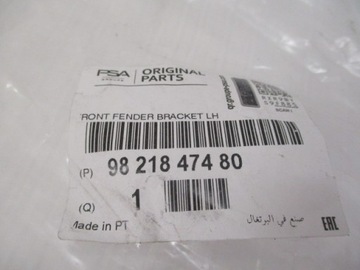 PSA
GROUPE
ORIGINAL
PARTS
RONT FENDER BRACKET LH
(P) 98 218 474 80
(Q) 1
Made in PT
صنع في البرتغال
EAC